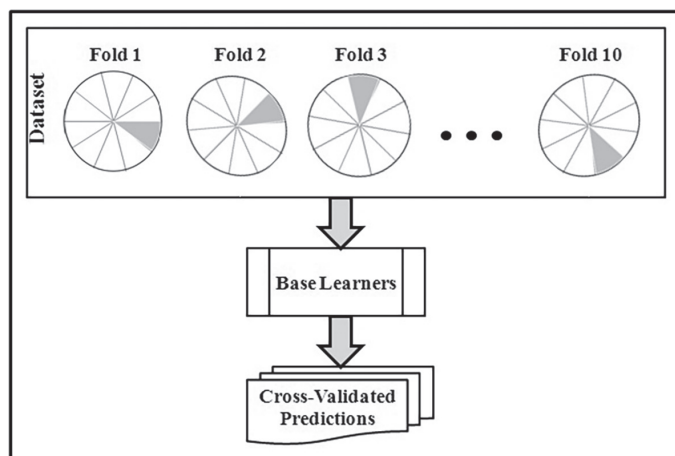 Fold 1
Fold 2
Fold 3
Fold 10
Dataset
Base Learners
Cross-Validated
Predictions